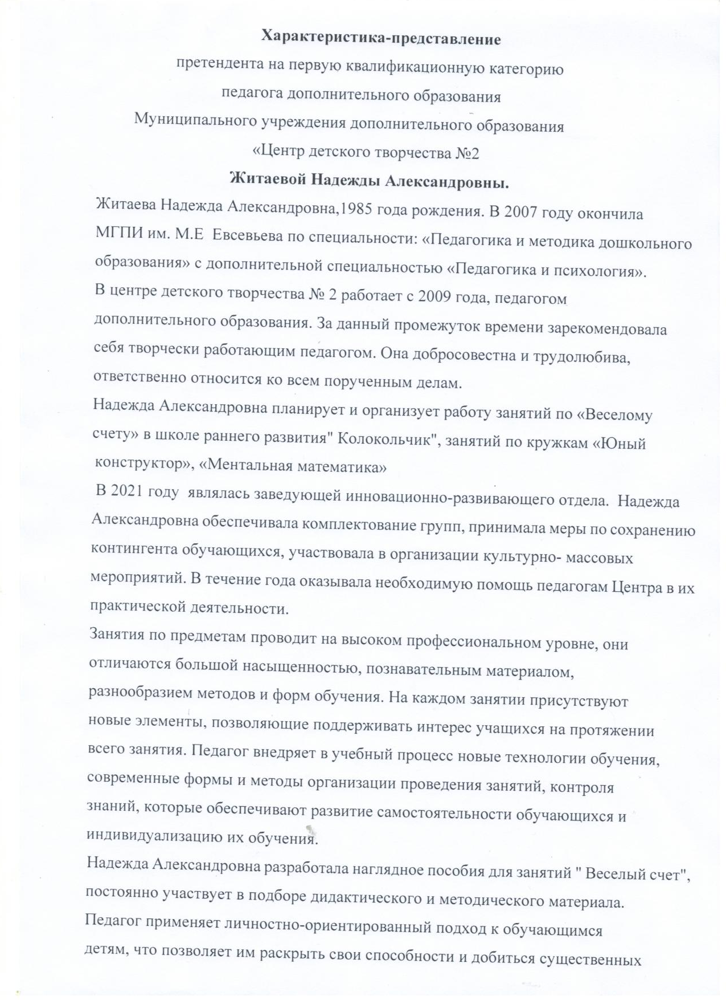 Характеристика-представление
претендента на первую квалификационную категорию
педагога дополнительного образования
Муниципального учреждения дополнительного образования
«Центр детского творчества №2
Житаевой Надежды Александровны.
Житаева Надежда Александровна,1985 года рождения. В 2007 году окончила
МГПИ им. М.Е  Евсевьева по специальности: «Педагогика и методика дошкольного
образования» с дополнительной специальностью «Педагогика и психология».
В центре детского творчества № 2 работает с 2009 года, педагогом
дополнительного образования. За данный промежуток времени зарекомендовала
себя творчески работающим педагогом. Она добросовестна и трудолюбива,
ответственно относится ко всем порученным делам.
Надежда Александровна планирует и организует работу занятий по «Веселому
счету» в школе раннего развития" Колокольчик", занятий по кружкам «Юный
конструктор», «Ментальная математика»
В 2021 году  являлась заведующей инновационно-развивающего отдела.  Надежда
Александровна обеспечивала комплектование групп, принимала меры по сохранению
контингента обучающихся, участвовала в организации культурно- массовых
мероприятий. В течение года оказывала необходимую помощь педагогам Центра в их
практической деятельности.
Занятия по предметам проводит на высоком профессиональном уровне, они
отличаются большой насыщенностью, познавательным материалом,
разнообразием методов и форм обучения. На каждом занятии присутствуют
новые элементы, позволяющие поддерживать интерес учащихся на протяжении
всего занятия. Педагог внедряет в учебный процесс новые технологии обучения,
современные формы и методы организации проведения занятий, контроля
знаний, которые обеспечивают развитие самостоятельности обучающихся и
индивидуализацию их обучения.
Надежда Александровна разработала наглядное пособия для занятий " Веселый счет",
постоянно участвует в подборе дидактического и методического материала.
Педагог применяет личностно-ориентированный подход к обучающимся
детям, что позволяет им раскрыть свои способности и добиться существенных